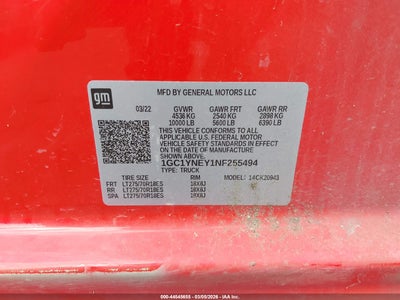 gm
MFD BY GENERAL MOTORS LLC
03/22 GVWR GAWR FRT GAWR RR
4536 KG 2540 KG 2898 KG
10000 LB 5600 LB 6390 LB
THIS VEHICLE CONFORMS TO ALL
APPLICABLE U.S. FEDERAL MOTOR
VEHICLE SAFETY STANDARDS IN
EFFECT ON THE DATE OF
MANUFACTURE SHOWN ABOVE.
1GC1YNEY1NF255494
TYPE: TRUCK
TIRE SIZE RIM MODEL: 14CK20943
FRT LT275/70R18ES 18X8J
RR LT275/70R18ES 18X8J
SPA LT275/70R18ES 18X8J
000-44545655 - 03/05/2026 - IAA